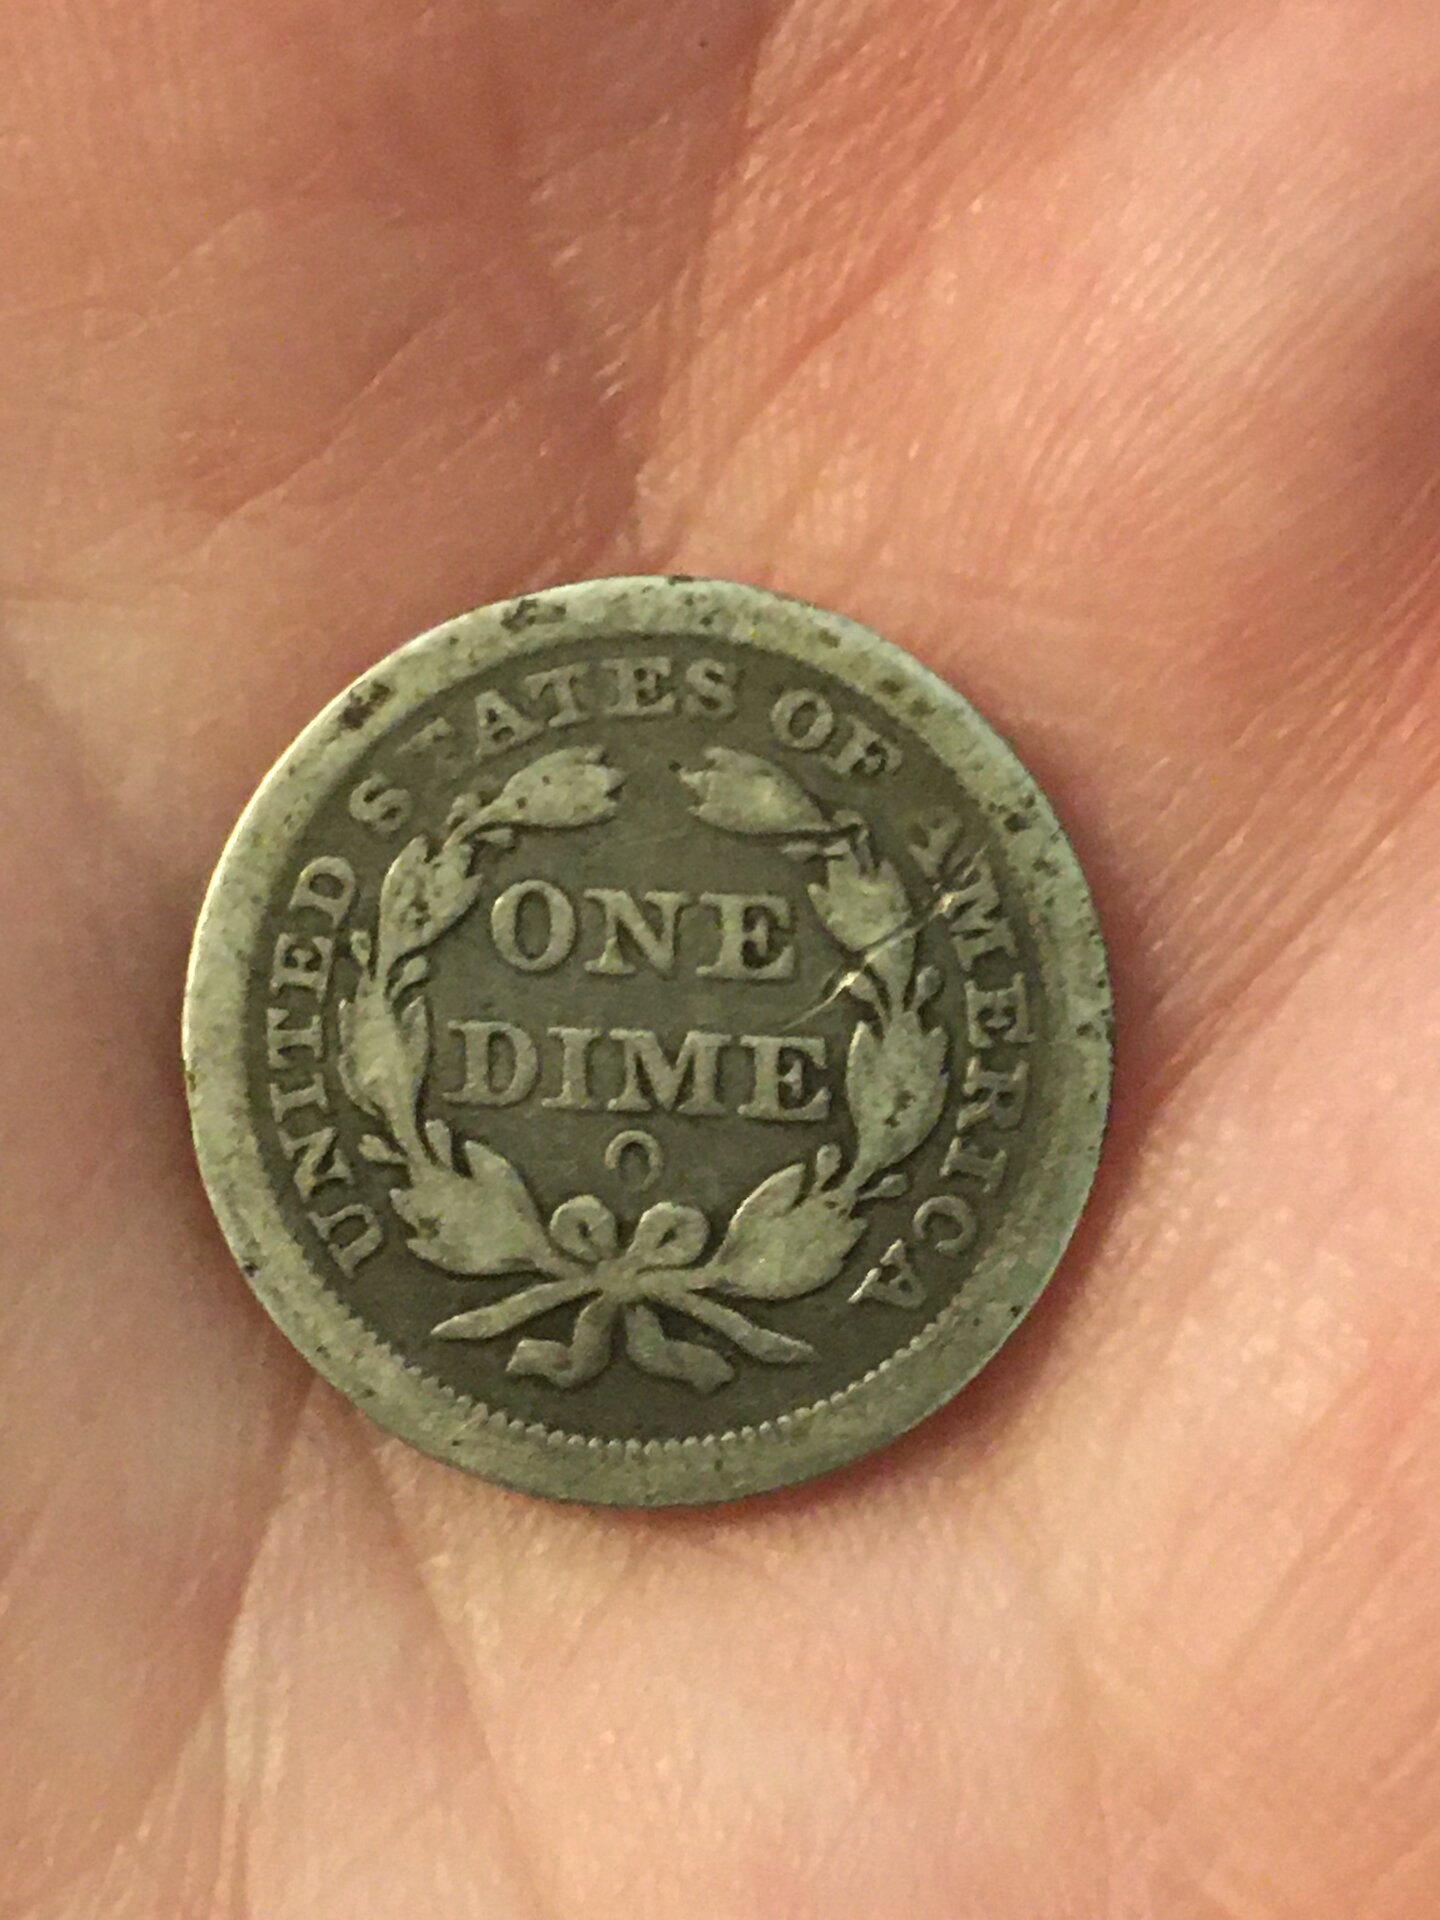 UNITED STATES OF AMERICA
ONE
DIME
O